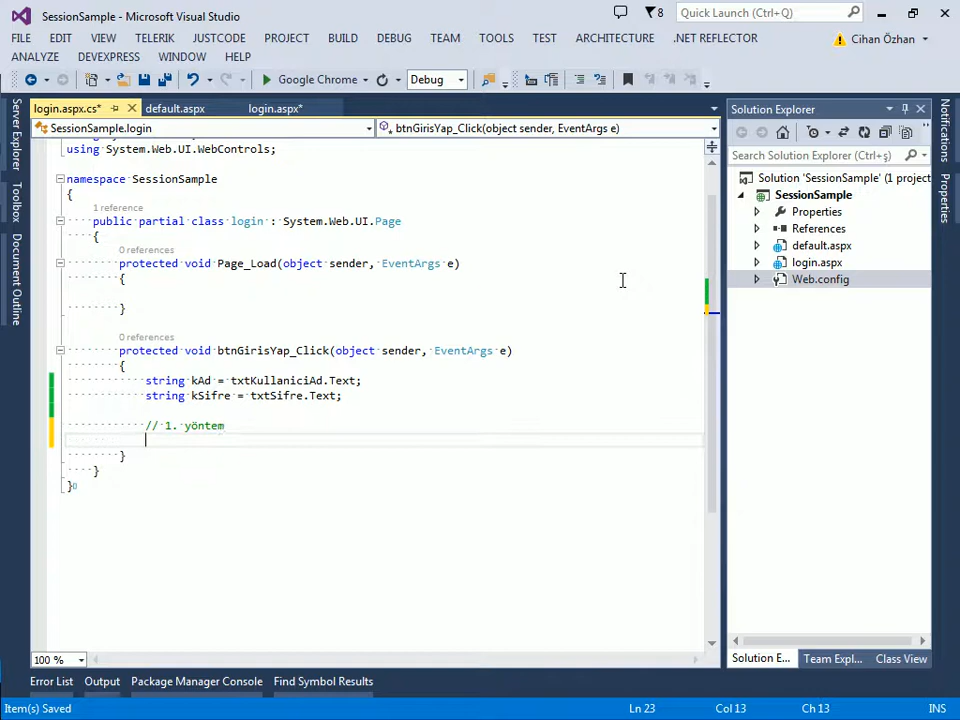 SessionSample - Microsoft Visual Studio
8
Quick Launch (Ctrl+Q)
FILE EDIT VIEW TELERIK JUSTCODE PROJECT BUILD DEBUG TEAM TOOLS TEST ARCHITECTURE .NET REFLECTOR
Cihan Özhan
ANALYZE DEVEXPRESS WINDOW HELP
Google Chrome
Debug
Server Explorer
Toolbox
Document Outline
login.aspx.cs*
default.aspx
login.aspx*
SessionSample.login
btnGirisYap_Click(object sender, EventArgs e)
using System.Web.UI.WebControls;
namespace SessionSample
{
1 reference
public partial class login : System.Web.UI.Page
{
0 references
protected void Page_Load(object sender, EventArgs e)
{
}
0 references
protected void btnGirisYap_Click(object sender, EventArgs e)
{
string kAd = txtKullaniciAd.Text;
string kSifre = txtSifre.Text;
// 1. yöntem
}
}
}
100 %
Solution Explorer
Search Solution Explorer (Ctrl+ş)
Solution 'SessionSample' (1 project
SessionSample
Properties
References
default.aspx
login.aspx
Web.config
Solution E...
Team Expl...
Class View
Notifications
Properties
Error List
Output
Package Manager Console
Find Symbol Results
Item(s) Saved
Ln 23
Col 13
Ch 13
INS